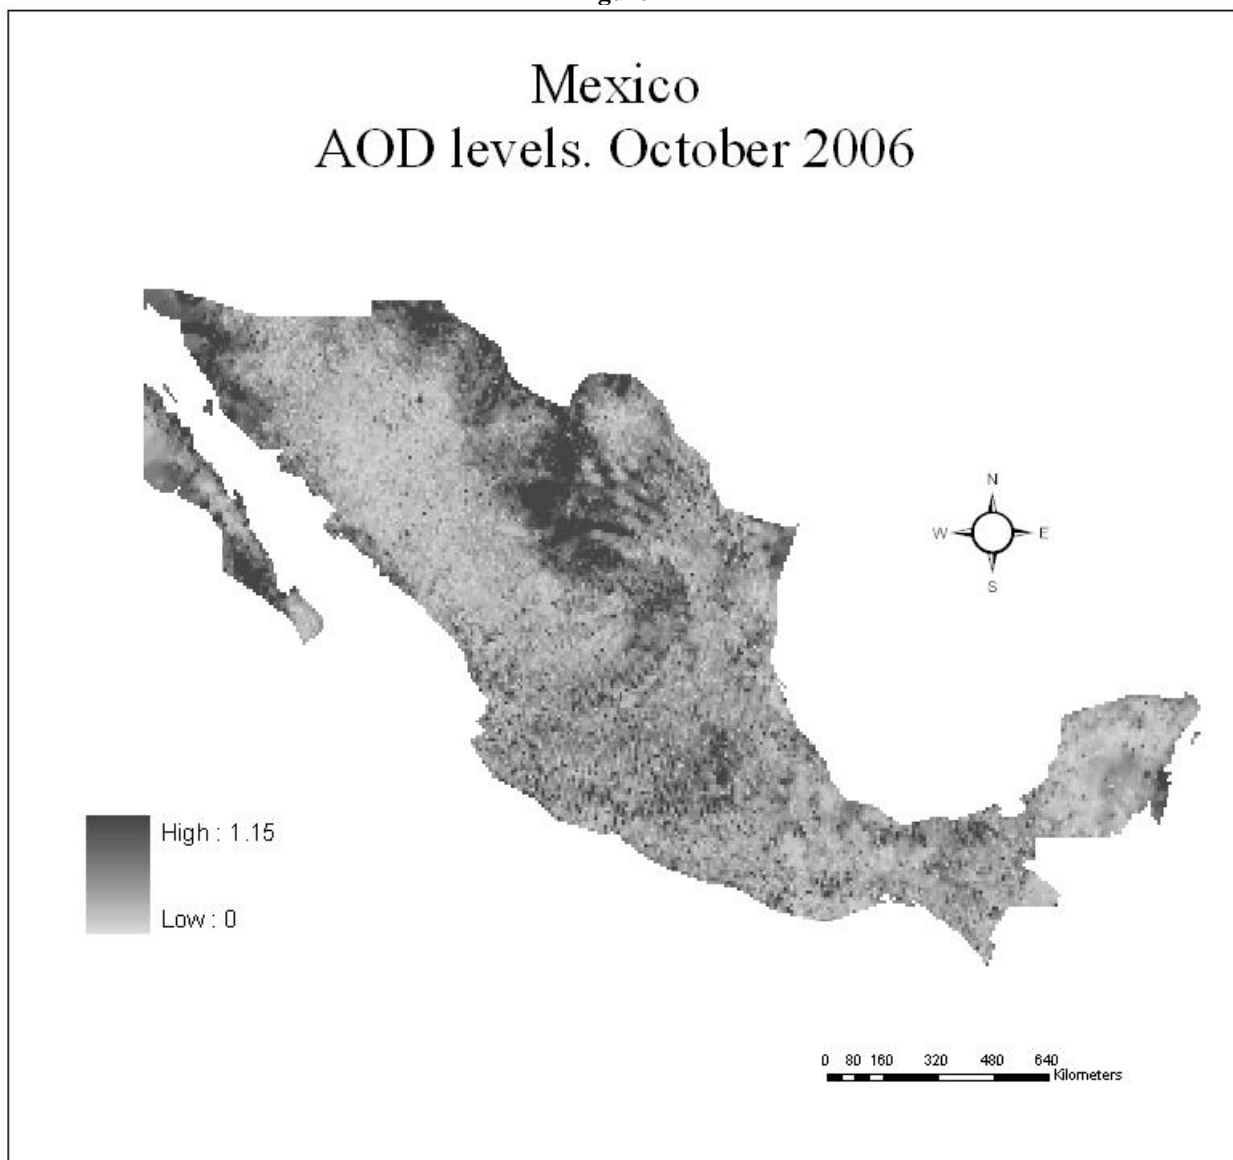 Mexico
AOD levels. October 2006
N
W E
S
High : 1.15
Low : 0
0 80 160 320 480 640
Kilometers